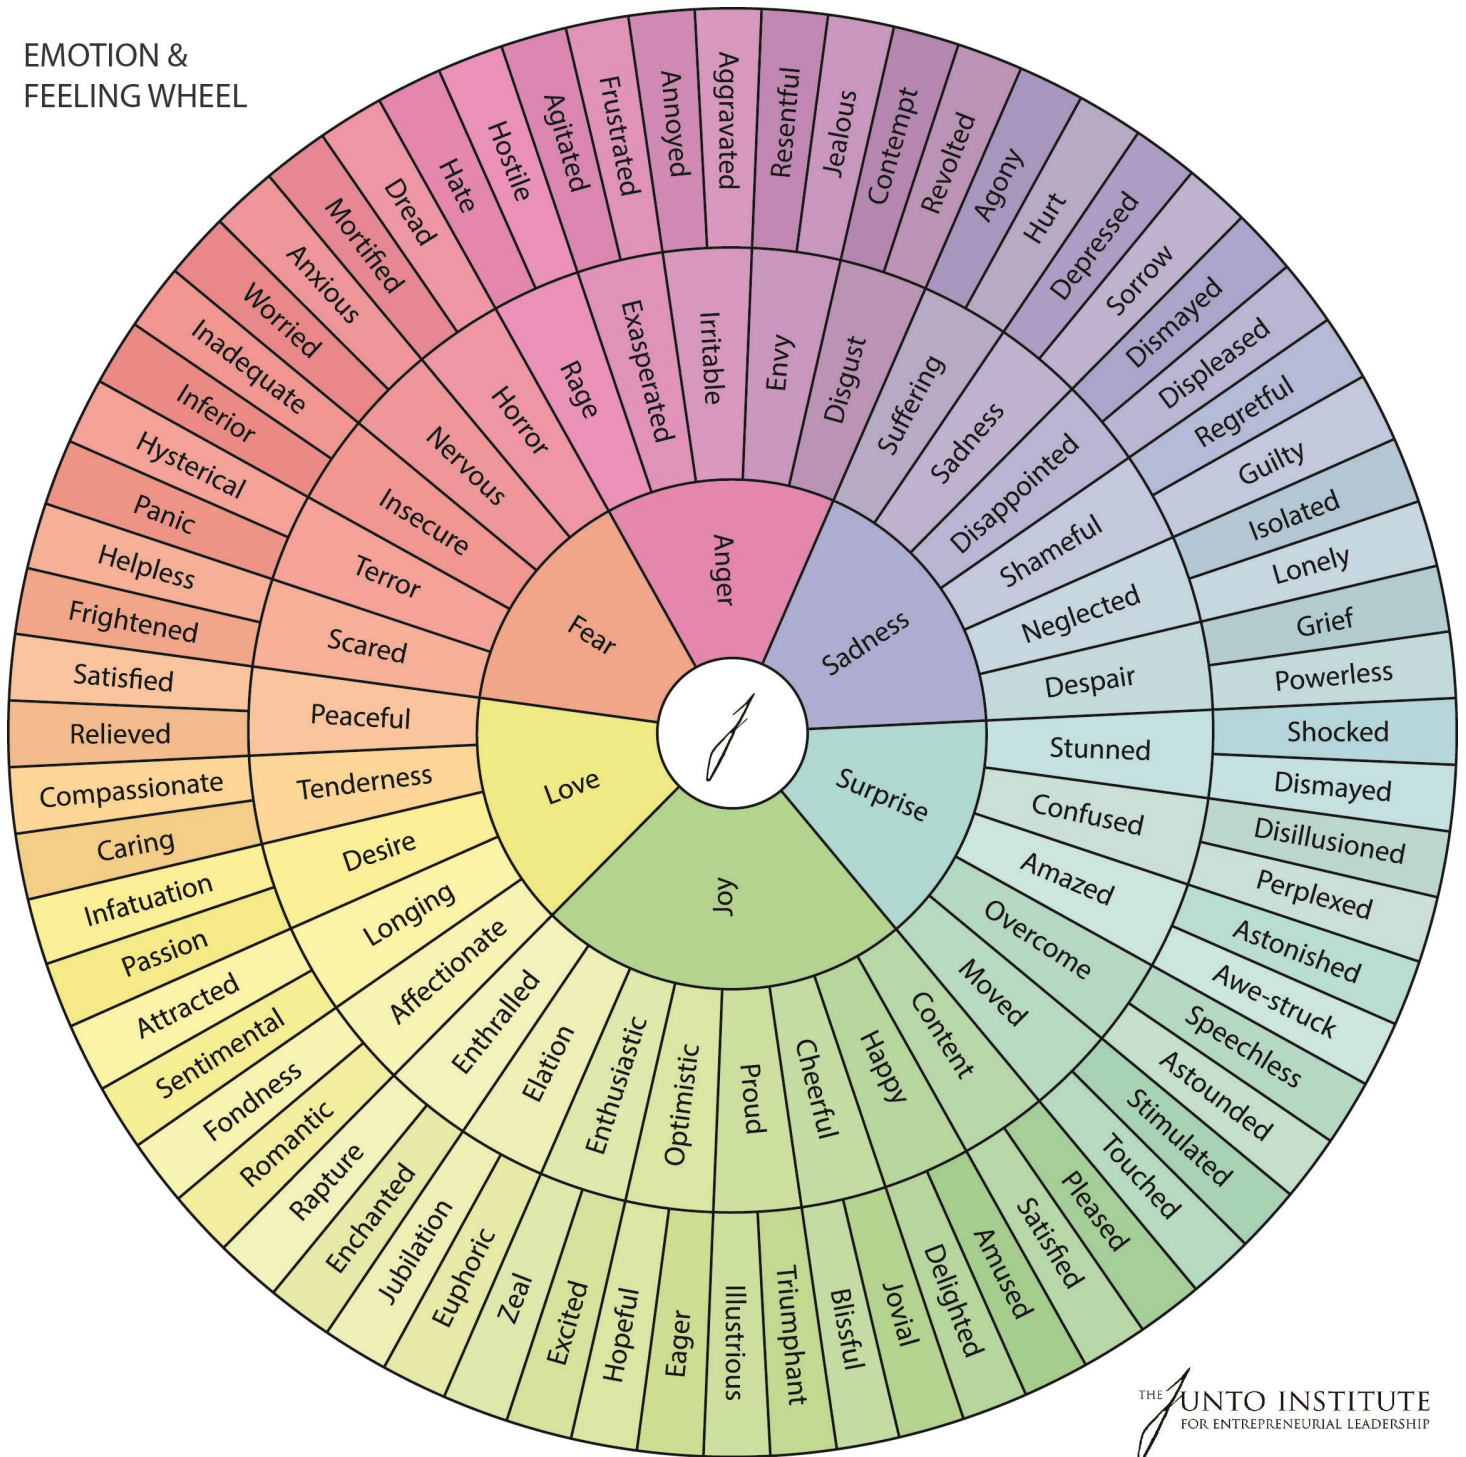 EMOTION &
FEELING WHEEL
Anger
Sadness
Surprise
Joy
Love
Fear
Rage
Exasperated
Irritable
Envy
Disgust
Suffering
Sadness
Disappointed
Shameful
Neglected
Despair
Stunned
Confused
Amazed
Overcome
Moved
Content
Happy
Cheerful
Proud
Optimistic
Enthusiastic
Elation
Enthralled
Affectionate
Longing
Desire
Tenderness
Peaceful
Scared
Terror
Insecure
Nervous
Horror
Hate
Hostile
Agitated
Frustrated
Annoyed
Aggravated
Resentful
Jealous
Contempt
Revolted
Agony
Hurt
Depressed
Sorrow
Dismayed
Displeased
Regretful
Guilty
Isolated
Lonely
Grief
Powerless
Shocked
Dismayed
Disillusioned
Perplexed
Astonished
Awe-struck
Speechless
Astounded
Stimulated
Touched
Pleased
Satisfied
Amused
Delighted
Jovial
Blissful
Triumphant
Illustrious
Eager
Hopeful
Excited
Zeal
Euphoric
Jubilation
Enchanted
Rapture
Romantic
Fondness
Sentimental
Attracted
Passion
Infatuation
Caring
Compassionate
Relieved
Satisfied
Frightened
Helpless
Panic
Hysterical
Inferior
Inadequate
Worried
Anxious
Mortified
Dread
J
THE JUNTO INSTITUTE
FOR ENTREPRENEURIAL LEADERSHIP